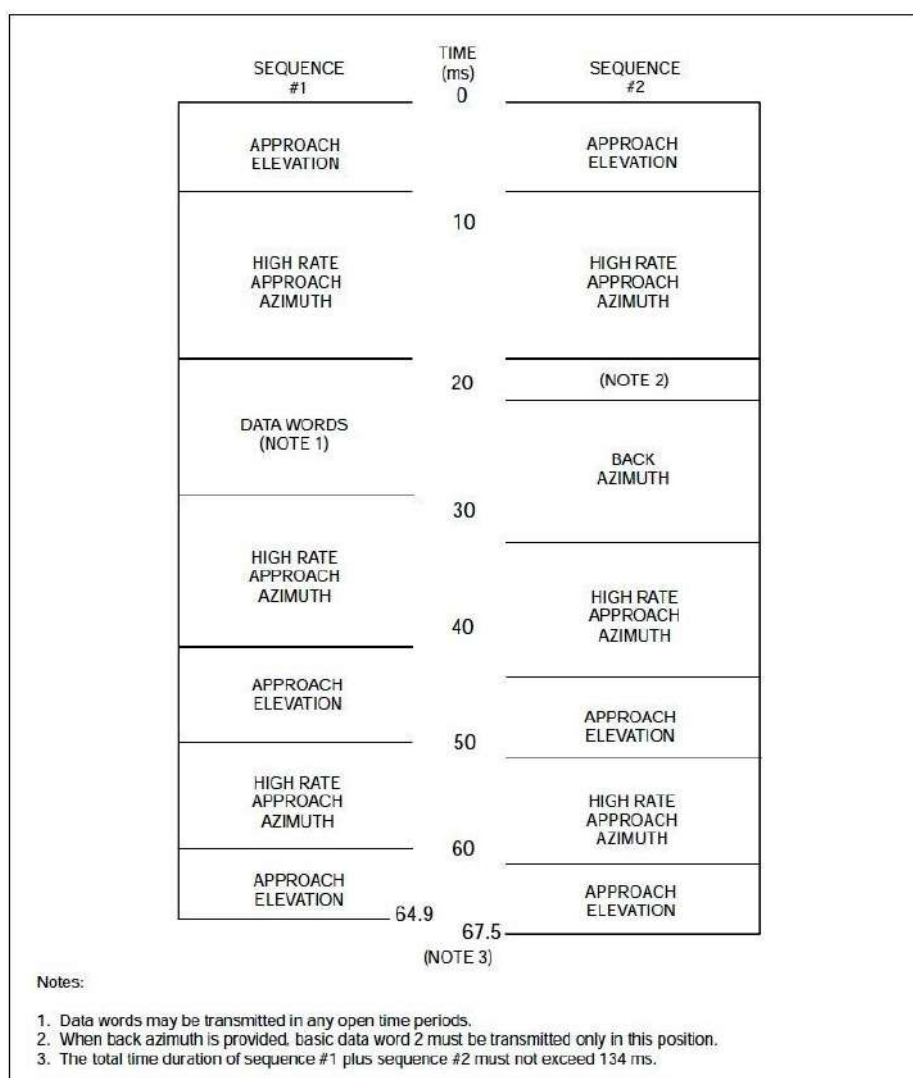 SEQUENCE
#1
TIME
(ms)
0
SEQUENCE
#2
APPROACH
ELEVATION
HIGH RATE
APPROACH
AZIMUTH
DATA WORDS
(NOTE 1)
HIGH RATE
APPROACH
AZIMUTH
APPROACH
ELEVATION
HIGH RATE
APPROACH
AZIMUTH
APPROACH
ELEVATION
10
20
30
40
50
60
64.9
67.5
(NOTE 3)
APPROACH
ELEVATION
HIGH RATE
APPROACH
AZIMUTH
(NOTE 2)
BACK
AZIMUTH
HIGH RATE
APPROACH
AZIMUTH
APPROACH
ELEVATION
HIGH RATE
APPROACH
AZIMUTH
APPROACH
ELEVATION
Notes:
1. Data words may be transmitted in any open time periods.
2. When back azimuth is provided, basic data word 2 must be transmitted only in this position.
3. The total time duration of sequence #1 plus sequence #2 must not exceed 134 ms.